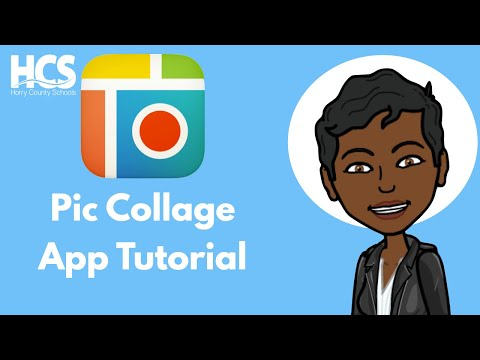 HCS
Horry County Schools
Pic Collage
App Tutorial